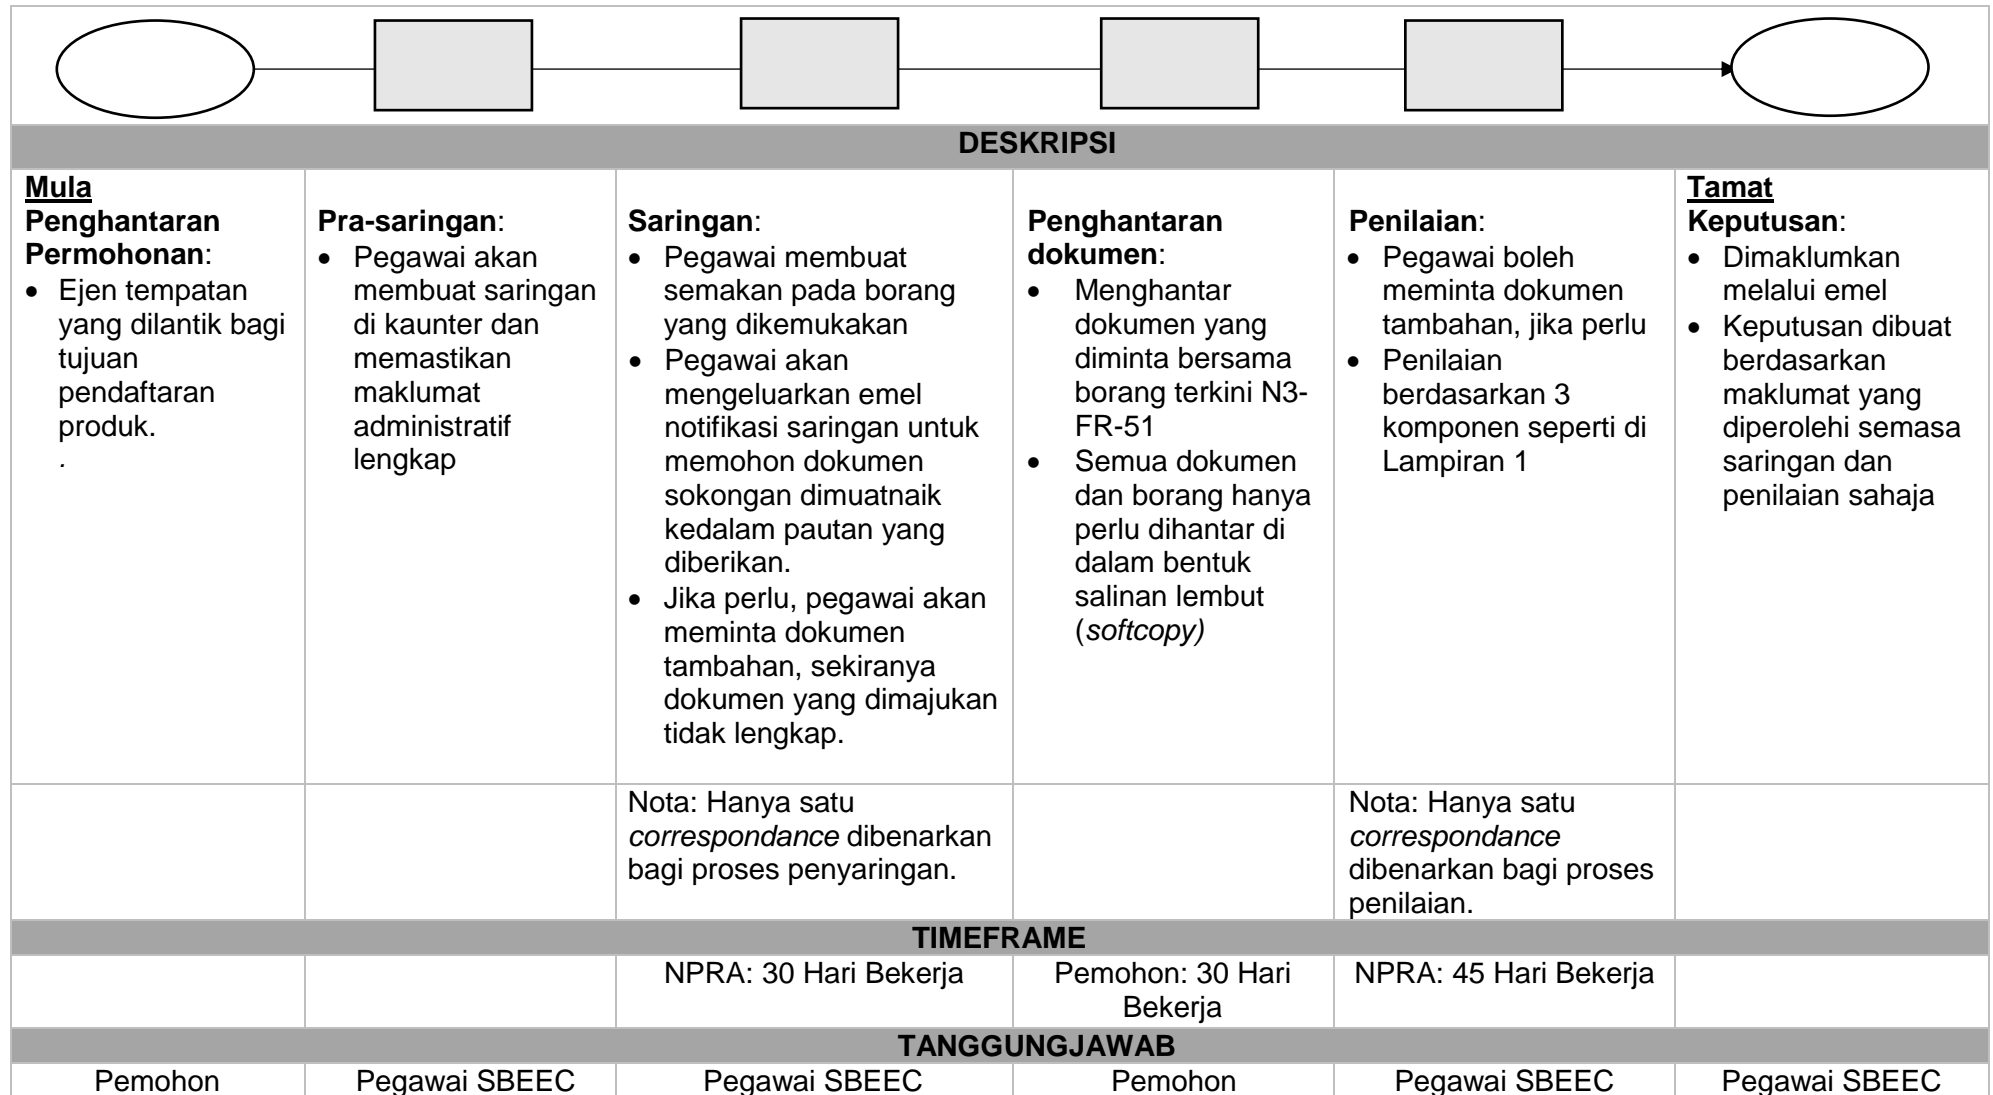 DESKRIPSI
Mula
Penghantaran
Permohonan:
• Ejen tempatan
yang dilantik bagi
tujuan
pendaftaran
produk.
.
Pra-saringan:
• Pegawai akan
membuat saringan
di kaunter dan
memastikan
maklumat
administratif
lengkap
Saringan:
• Pegawai membuat
semakan pada borang
yang dikemukakan
• Pegawai akan
mengeluarkan emel
notifikasi saringan untuk
memohon dokumen
sokongan dimuatnaik
kedalam pautan yang
diberikan.
• Jika perlu, pegawai akan
meminta dokumen
tambahan, sekiranya
dokumen yang dimajukan
tidak lengkap.
Penghantaran
dokumen:
• Menghantar
dokumen yang
diminta bersama
borang terkini N3-
FR-51
• Semua dokumen
dan borang hanya
perlu dihantar di
dalam bentuk
salinan lembut
(softcopy)
Penilaian:
• Pegawai boleh
meminta dokumen
tambahan, jika perlu
• Penilaian
berdasarkan 3
komponen seperti di
Lampiran 1
Tamat
Keputusan:
• Dimaklumkan
melalui emel
• Keputusan dibuat
berdasarkan
maklumat yang
diperolehi semasa
saringan dan
penilaian sahaja
Nota: Hanya satu
correspondance dibenarkan
bagi proses penyaringan.
Nota: Hanya satu
correspondance
dibenarkan bagi proses
penilaian.
TIMEFRAME
NPRA: 30 Hari Bekerja
Pemohon: 30 Hari
Bekerja
NPRA: 45 Hari Bekerja
TANGGUNGJAWAB
Pemohon
Pegawai SBEEC
Pegawai SBEEC
Pemohon
Pegawai SBEEC
Pegawai SBEEC